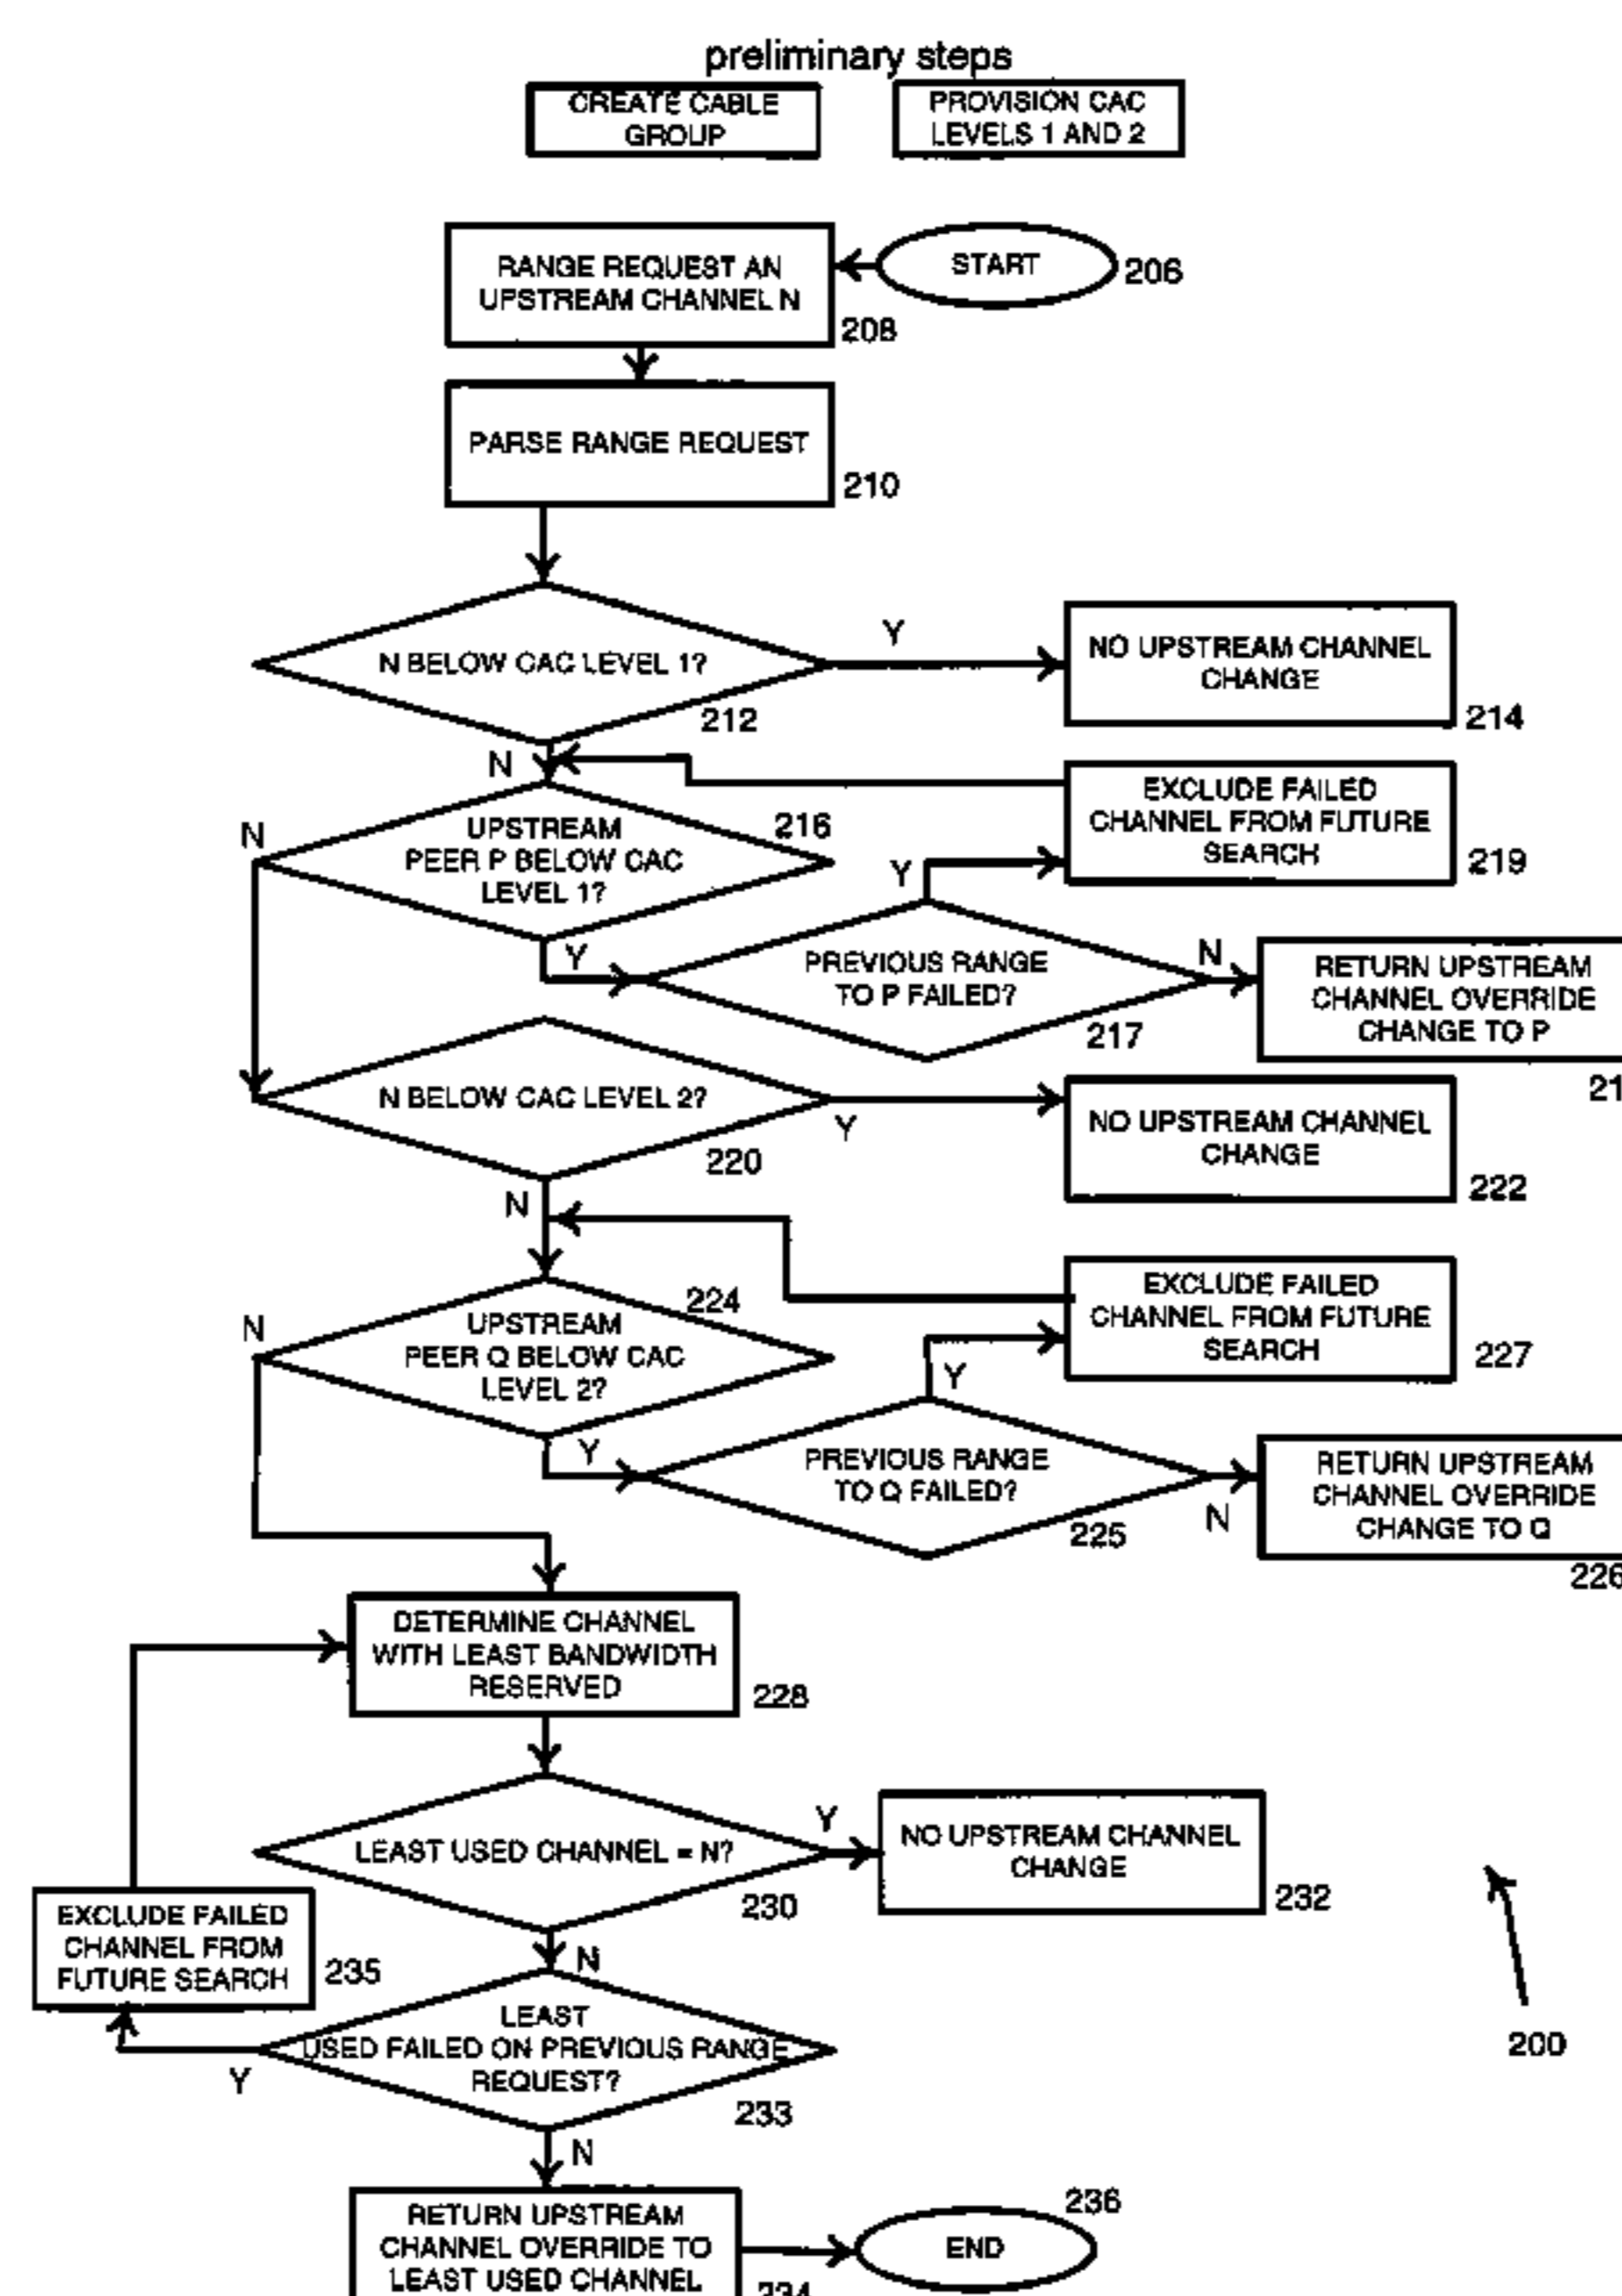 preliminary steps
CREATE CABLE
GROUP
PROVISION CAC
LEVELS 1 AND 2
START
206
RANGE REQUEST AN
UPSTREAM CHANNEL N
208
PARSE RANGE REQUEST
210
N BELOW CAC LEVEL 1?
212
Y
NO UPSTREAM CHANNEL
CHANGE
214
N
EXCLUDE FAILED
CHANNEL FROM FUTURE
SEARCH
219
N
UPSTREAM
PEER P BELOW CAC
LEVEL 1?
216
Y
Y
PREVIOUS RANGE
TO P FAILED?
217
N
RETURN UPSTREAM
CHANNEL OVERRIDE
CHANGE TO P
21
N BELOW CAC LEVEL 2?
220
Y
NO UPSTREAM CHANNEL
CHANGE
222
N
N
UPSTREAM
PEER Q BELOW CAC
LEVEL 2?
224
EXCLUDE FAILED
CHANNEL FROM FUTURE
SEARCH
227
Y
Y
PREVIOUS RANGE
TO Q FAILED?
225
N
RETURN UPSTREAM
CHANNEL OVERRIDE
CHANGE TO Q
226
DETERMINE CHANNEL
WITH LEAST BANDWIDTH
RESERVED
228
LEAST USED CHANNEL = N?
230
Y
NO UPSTREAM CHANNEL
CHANGE
232
EXCLUDE FAILED
CHANNEL FROM
FUTURE SEARCH
235
N
LEAST
USED FAILED ON PREVIOUS RANGE
REQUEST?
233
Y
200
N
RETURN UPSTREAM
CHANNEL OVERRIDE TO
LEAST USED CHANNEL
234
END
236